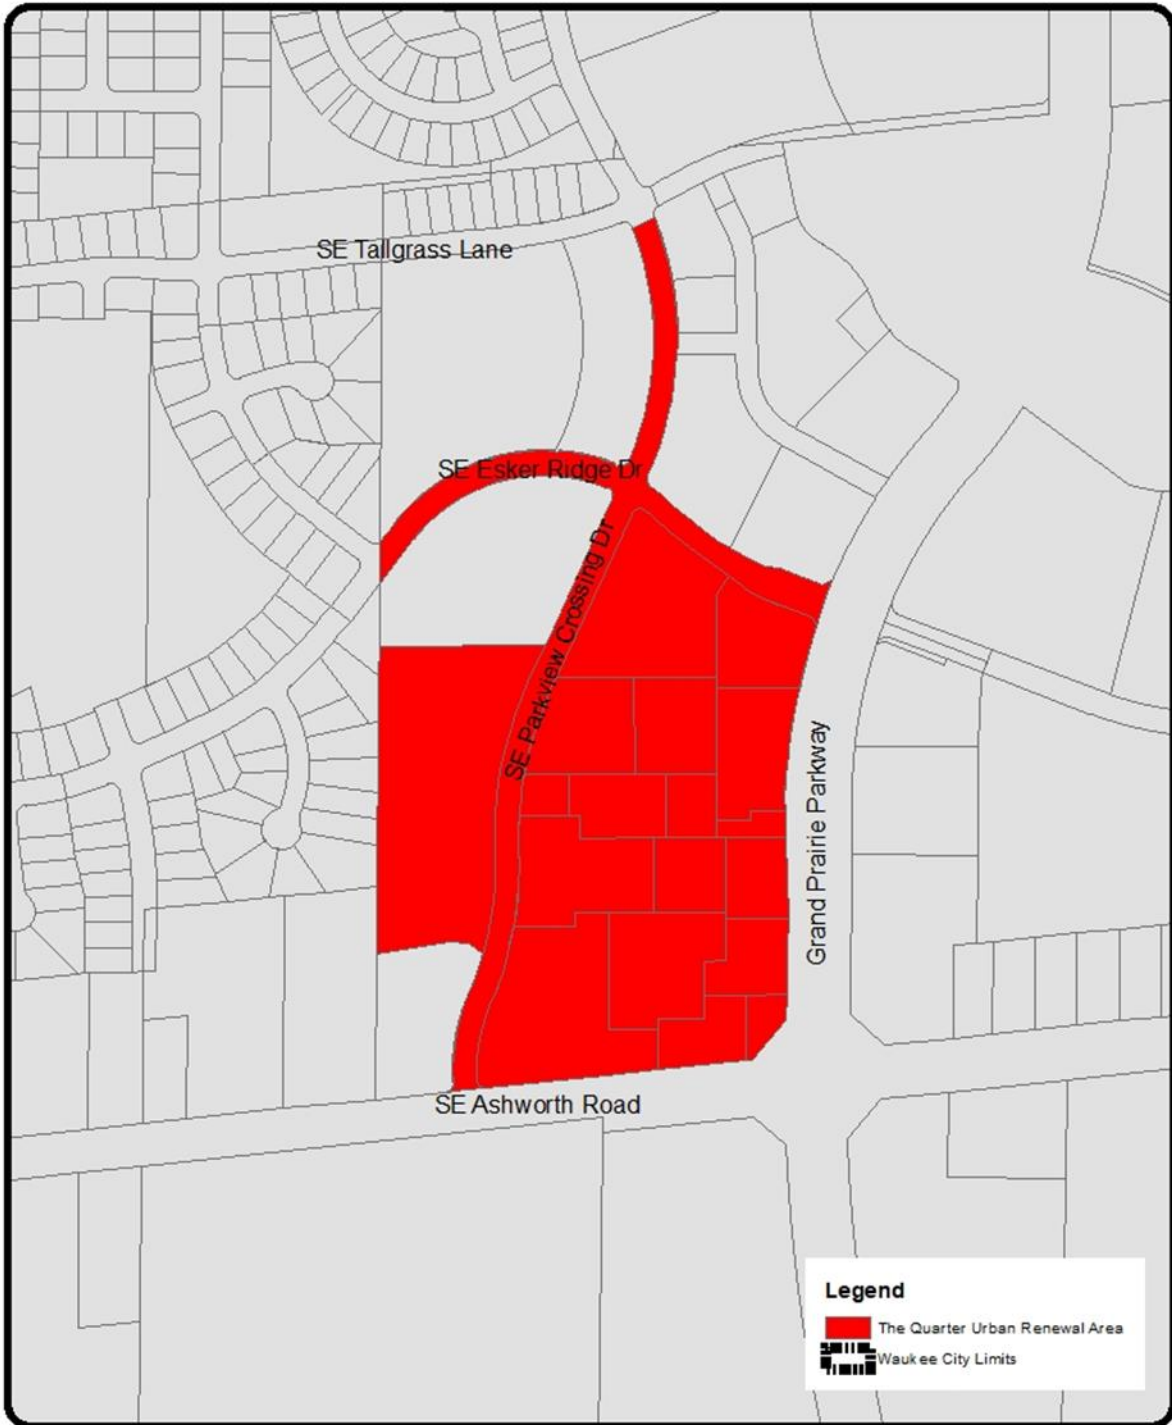 SE Tallgrass Lane
SE Esker Ridge Dr
SE Parkview Crossing Dr
Grand Prairie Parkway
SE Ashworth Road
Legend
The Quarter Urban Renewal Area
Waukee City Limits